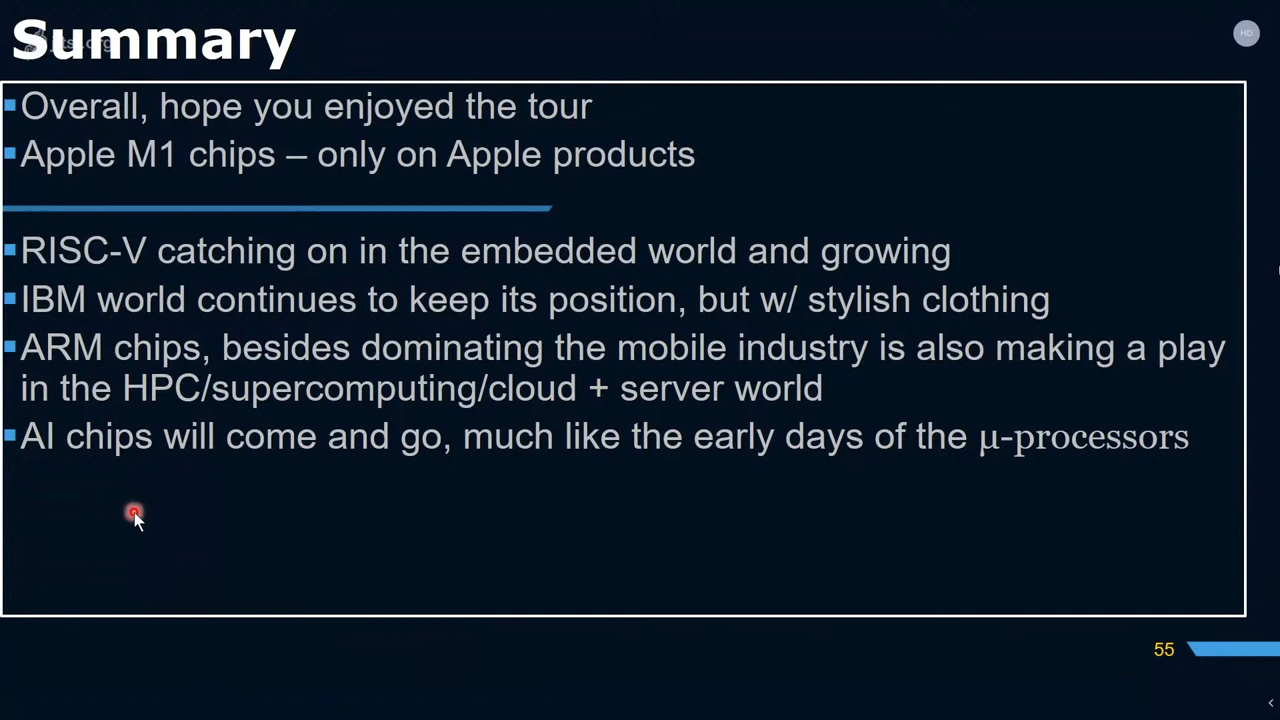 Summary
HD
▪Overall, hope you enjoyed the tour
▪Apple M1 chips – only on Apple products
▪RISC-V catching on in the embedded world and growing
▪IBM world continues to keep its position, but w/ stylish clothing
▪ARM chips, besides dominating the mobile industry is also making a play
in the HPC/supercomputing/cloud + server world
▪AI chips will come and go, much like the early days of the µ-processors
55